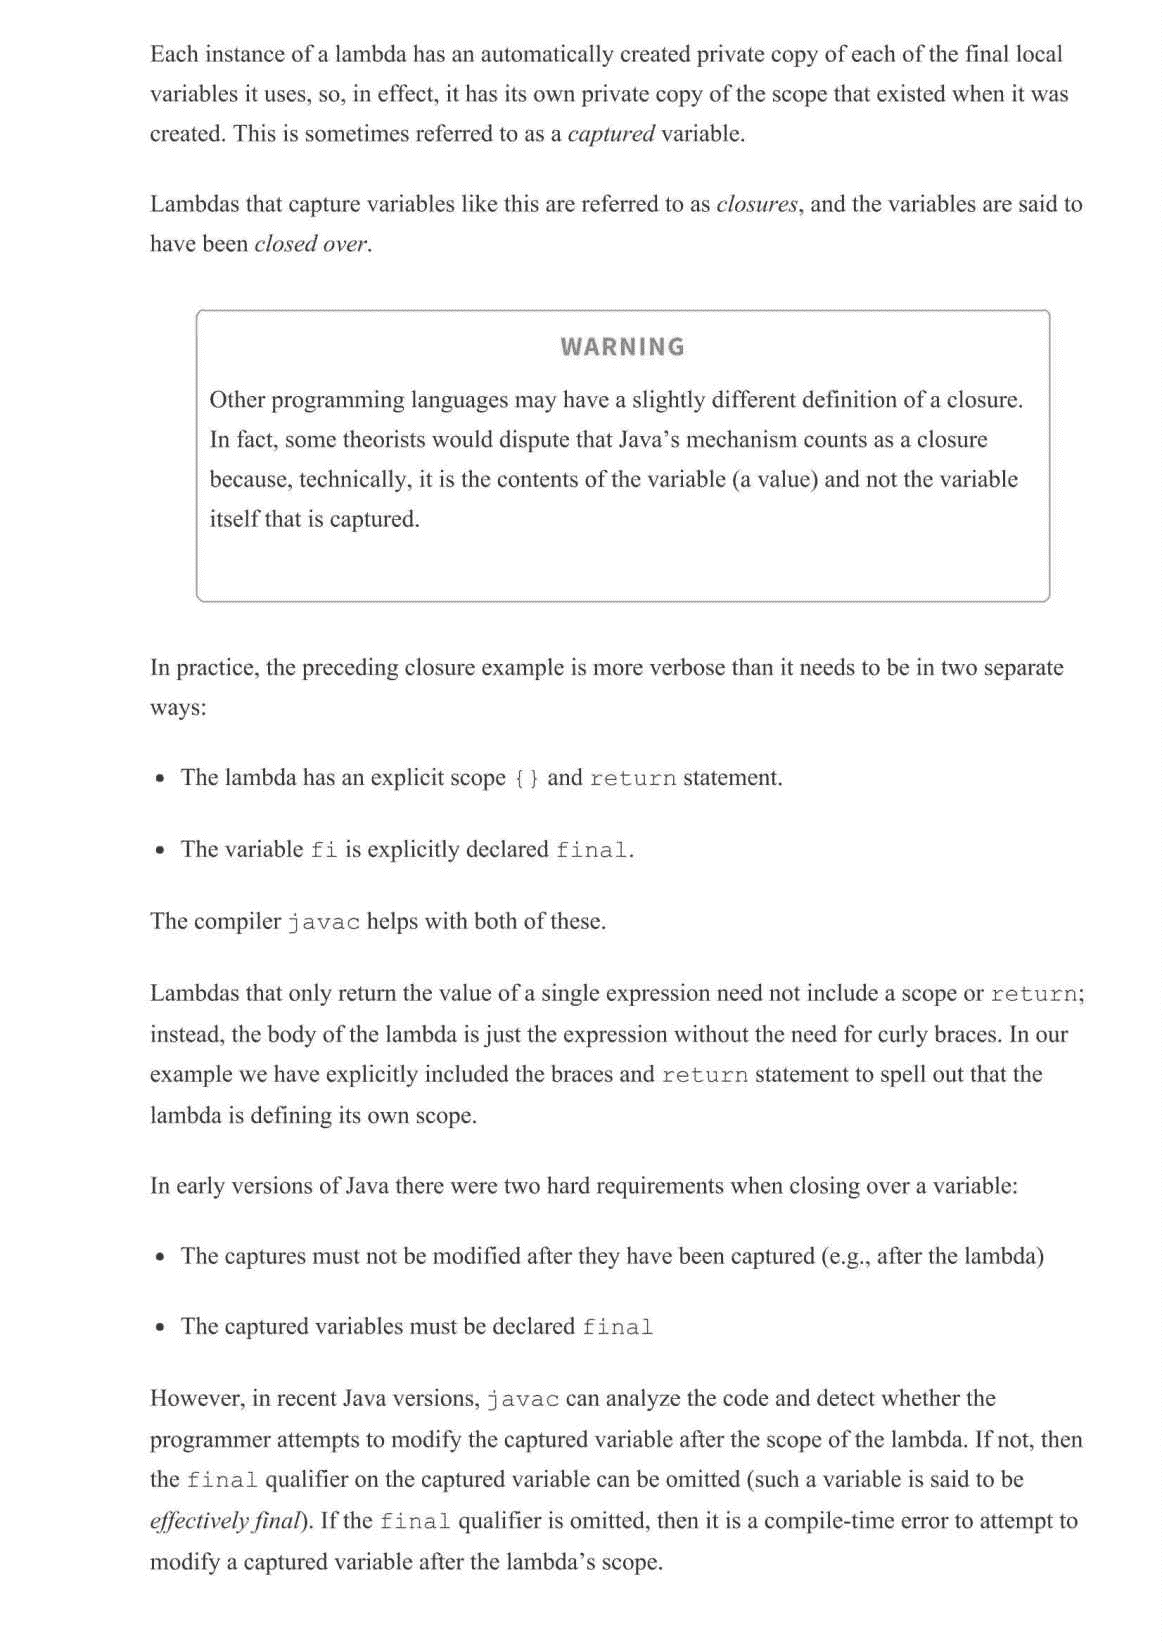 Each instance of a lambda has an automatically created private copy of each of the final local
variables it uses, so, in effect, it has its own private copy of the scope that existed when it was
created. This is sometimes referred to as a captured variable.
Lambdas that capture variables like this are referred to as closures, and the variables are said to
have been closed over.
WARNING
Other programming languages may have a slightly different definition of a closure.
In fact, some theorists would dispute that Java’s mechanism counts as a closure
because, technically, it is the contents of the variable (a value) and not the variable
itself that is captured.
In practice, the preceding closure example is more verbose than it needs to be in two separate
ways:
• The lambda has an explicit scope {} and return statement.
• The variable fi is explicitly declared final.
The compiler javac helps with both of these.
Lambdas that only return the value of a single expression need not include a scope or return;
instead, the body of the lambda is just the expression without the need for curly braces. In our
example we have explicitly included the braces and return statement to spell out that the
lambda is defining its own scope.
In early versions of Java there were two hard requirements when closing over a variable:
• The captures must not be modified after they have been captured (e.g., after the lambda)
• The captured variables must be declared final
However, in recent Java versions, javac can analyze the code and detect whether the
programmer attempts to modify the captured variable after the scope of the lambda. If not, then
the final qualifier on the captured variable can be omitted (such a variable is said to be
effectively final). If the final qualifier is omitted, then it is a compile-time error to attempt to
modify a captured variable after the lambda’s scope.